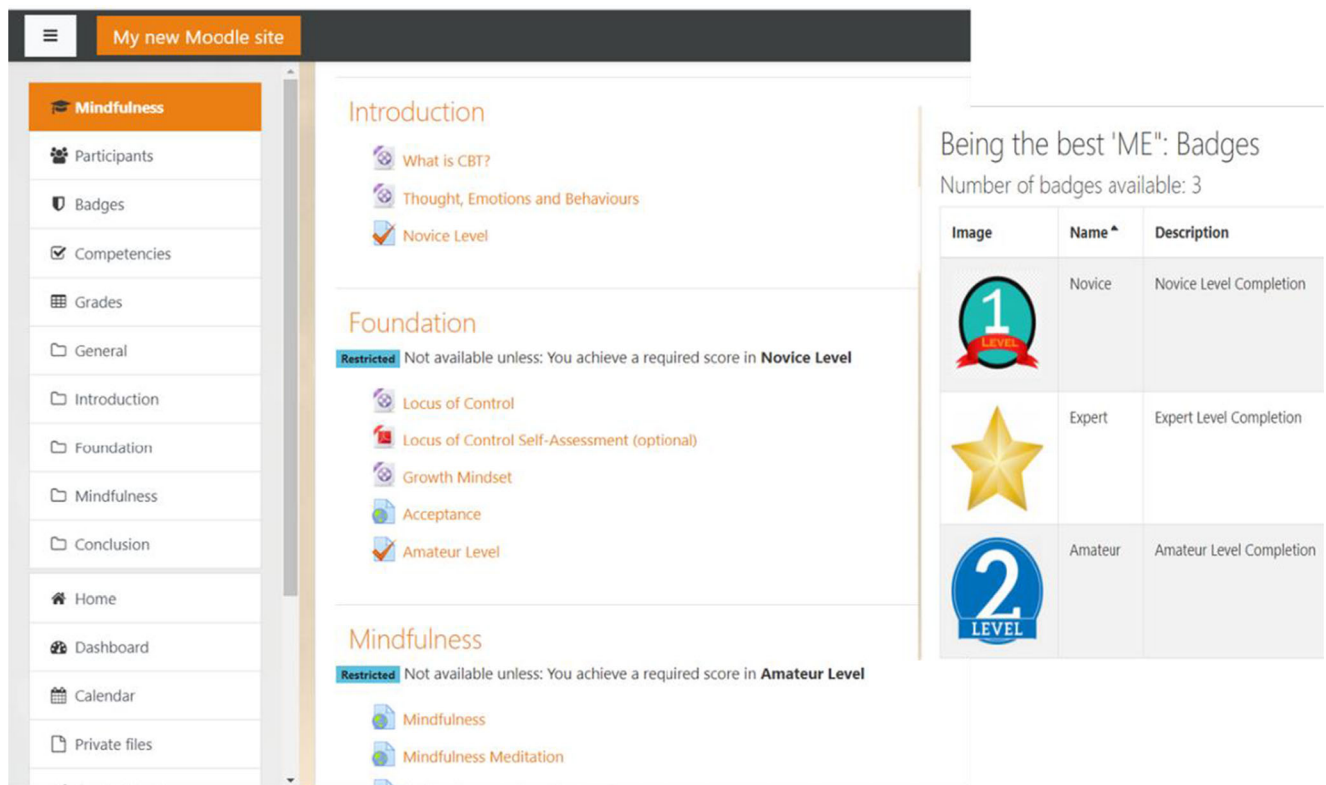 My new Moodle site
Mindfulness
Participants
Badges
Competencies
Grades
General
Introduction
Foundation
Mindfulness
Conclusion
Home
Dashboard
Calendar
Private files
Introduction
What is CBT?
Thought, Emotions and Behaviours
Novice Level
Foundation
Restricted Not available unless: You achieve a required score in Novice Level
Locus of Control
Locus of Control Self-Assessment (optional)
Growth Mindset
Acceptance
Amateur Level
Mindfulness
Restricted Not available unless: You achieve a required score in Amateur Level
Mindfulness
Mindfulness Meditation
Being the best 'ME": Badges
Number of badges available: 3
Image Name Description
1 LEVEL Novice Novice Level Completion
Expert Expert Level Completion
2 LEVEL Amateur Amateur Level Completion